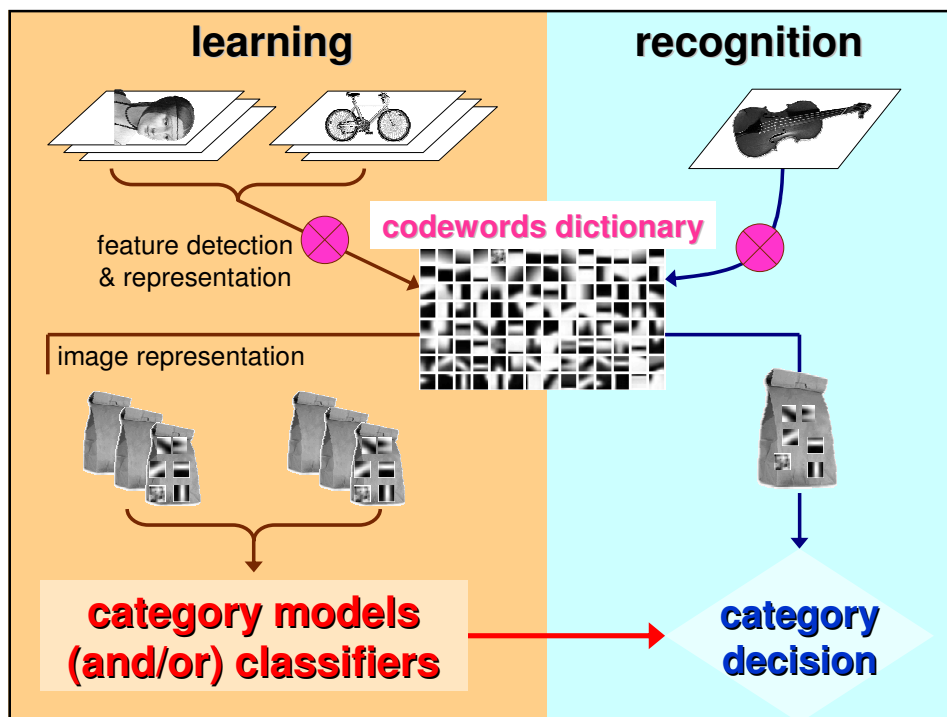 learning
recognition
codewords dictionary
feature detection
& representation
image representation
category models
(and/or) classifiers
category
decision